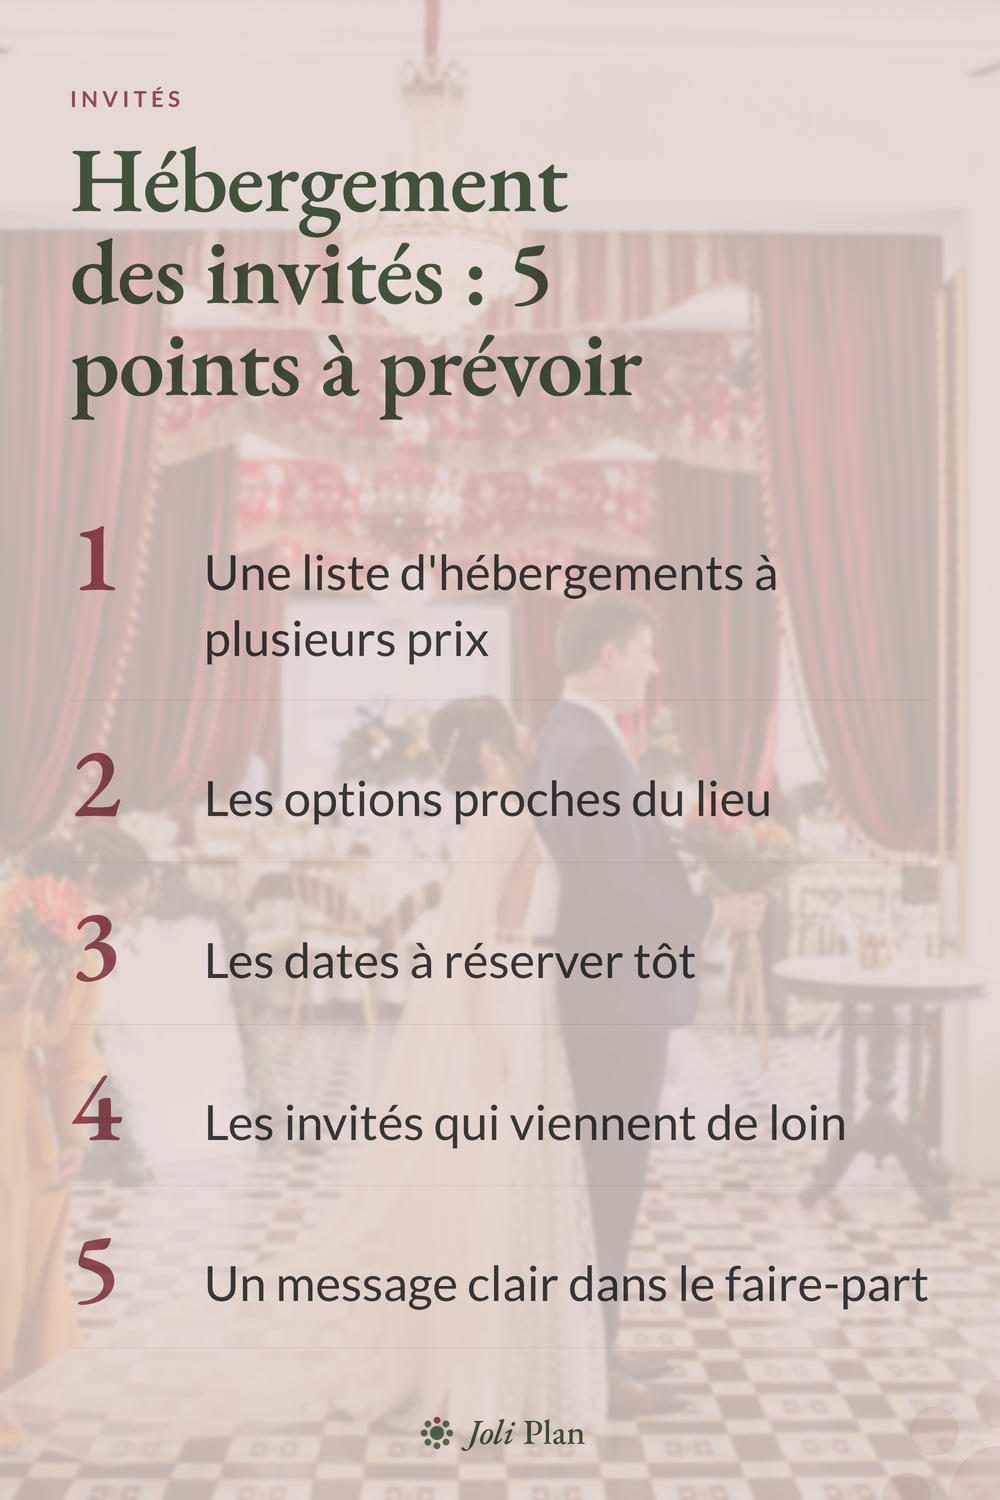 INVITÉS
Hébergement
des invités : 5
points à prévoir
1
Une liste d'hébergements à
plusieurs prix
2
Les options proches du lieu
3
Les dates à réserver tôt
4
Les invités qui viennent de loin
5
Un message clair dans le faire-part
Joli Plan